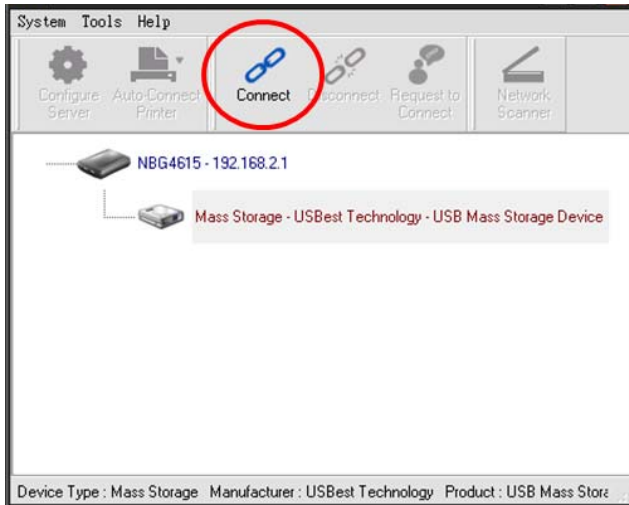 System Tools Help
Configure Server
Auto-Connect Printer
Connect
Disconnect
Request to Connect
Network Scanner
NBG4615 - 192.168.2.1
Mass Storage - USBest Technology - USB Mass Storage Device
Device Type : Mass Storage Manufacturer : USBest Technology Product : USB Mass Stora